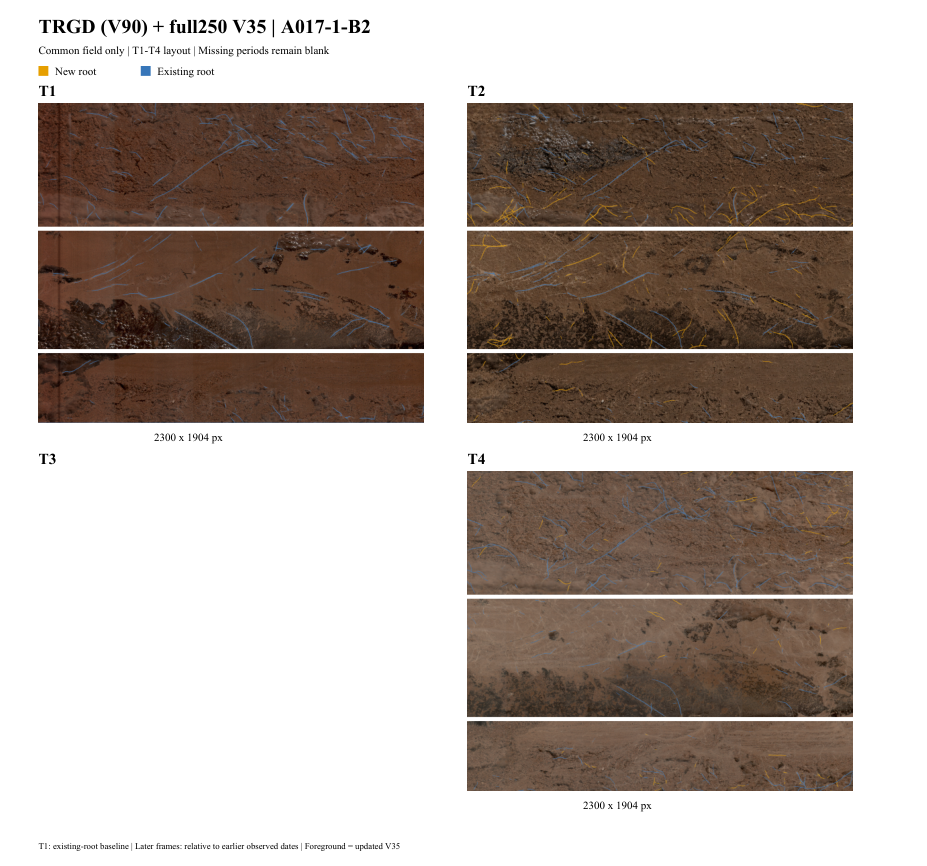 TRGD (V90) + full250 V35 | A017-1-B2
Common field only | T1-T4 layout | Missing periods remain blank
New root Existing root
T1 T2
2300 x 1904 px 2300 x 1904 px
T3 T4
2300 x 1904 px
T1: existing-root baseline | Later frames: relative to earlier observed dates | Foreground = updated V35